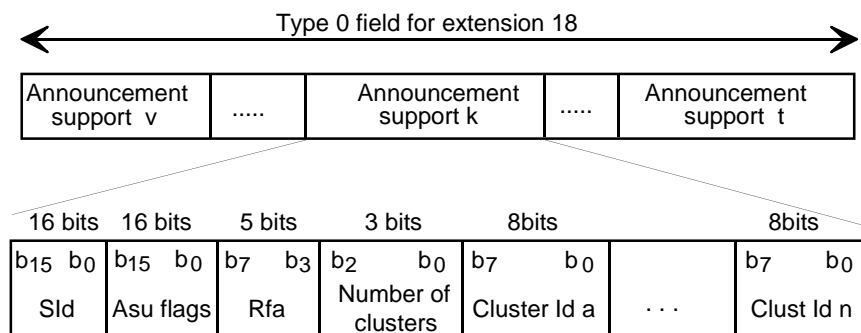 Type 0 field for extension 18
Announcement support v ..... Announcement support k ..... Announcement support t
16 bits 16 bits 5 bits 3 bits 8bits 8bits
b15 b0 b15 b0 b7 b3 b2 b0 b7 b0 b7 b0
SId Asu flags Rfa Number of clusters Cluster Id a . . . Clust Id n